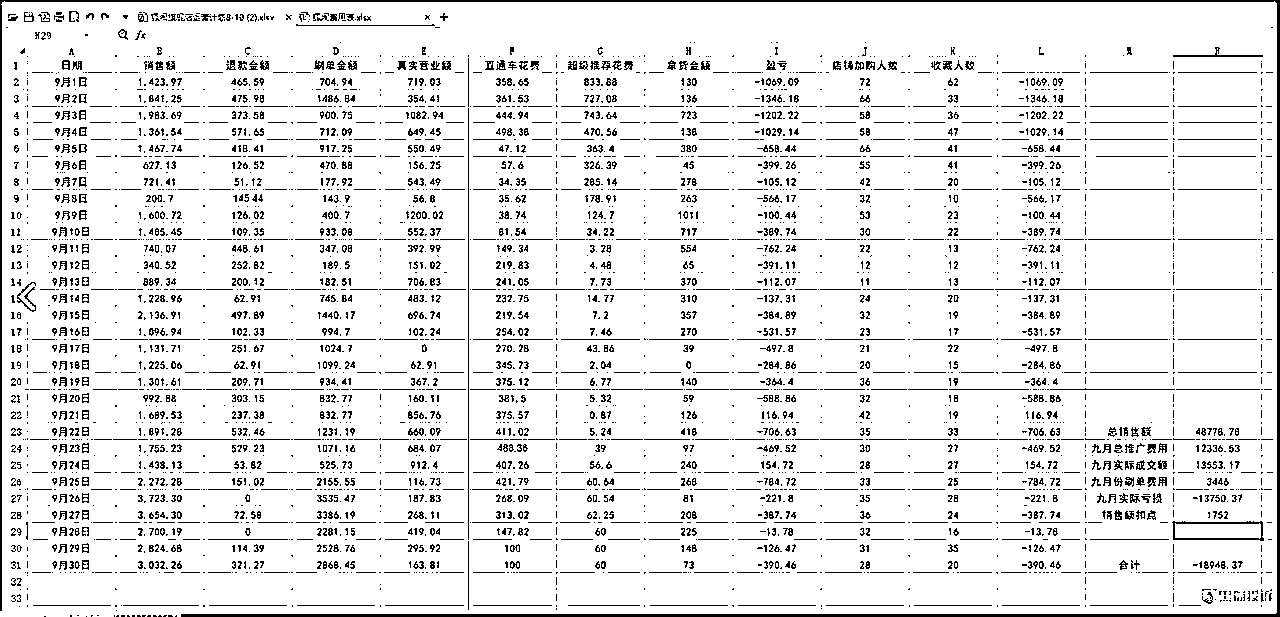 .xlsx
.xlsx
N29 fx
A B C D E F G H I J K L M N
1 日期 销售额 退款金额 刷单金额 真实营业额 直通车花费 超级推荐花费 拿货金额 盈亏 店铺加购人数 收藏人数
2 9月1日 1,423.97 465.59 704.94 719.03 358.65 833.88 130 -1069.09 72 62 -1069.09
3 9月2日 1,841.25 475.98 1486.84 354.41 361.53 727.08 136 -1346.18 66 33 -1346.18
4 9月3日 1,983.69 373.58 900.75 1082.94 444.94 743.64 723 -1202.22 58 36 -1202.22
5 9月4日 1,361.54 571.65 712.09 649.45 498.38 470.56 138 -1029.14 58 47 -1029.14
6 9月5日 1,467.74 418.41 917.25 550.49 47.12 363.4 380 -658.44 66 41 -658.44
7 9月6日 627.13 126.52 470.88 156.25 57.6 326.39 45 -399.26 55 41 -399.26
8 9月7日 721.41 51.12 177.92 543.49 34.35 285.14 278 -105.12 42 20 -105.12
9 9月8日 200.7 145.44 143.9 56.8 35.62 178.91 263 -566.17 32 10 -566.17
10 9月9日 1,600.72 126.02 400.7 1200.02 38.74 124.7 1011 -100.44 53 23 -100.44
11 9月10日 1,485.45 109.35 933.08 552.37 81.54 34.22 717 -389.74 30 22 -389.74
12 9月11日 740.07 448.61 347.08 392.99 149.34 3.28 554 -762.24 22 13 -762.24
13 9月12日 340.52 252.82 189.5 151.02 219.83 4.48 65 -391.11 12 12 -391.11
14 9月13日 889.34 200.12 182.51 706.83 241.05 7.73 370 -112.07 11 13 -112.07
15 9月14日 1,228.96 62.91 745.84 483.12 232.75 14.77 310 -137.31 24 20 -137.31
16 9月15日 2,136.91 497.89 1440.17 696.74 219.54 7.2 357 -384.89 32 19 -384.89
17 9月16日 1,096.94 102.33 994.7 102.24 254.02 7.46 270 -531.57 23 17 -531.57
18 9月17日 1,131.71 251.67 1024.7 0 270.28 43.86 39 -497.8 21 22 -497.8
19 9月18日 1,225.06 62.91 1099.24 62.91 345.73 2.04 0 -284.86 20 15 -284.86
20 9月19日 1,301.61 209.71 934.41 367.2 375.12 6.77 140 -364.4 36 19 -364.4
21 9月20日 992.88 303.15 832.77 160.11 381.5 5.32 59 -588.86 32 18 -588.86
22 9月21日 1,689.53 237.38 832.77 856.76 375.57 0.87 126 116.94 42 19 116.94
23 9月22日 1,891.28 532.46 1231.19 660.09 411.02 5.24 418 -706.63 35 33 -706.63 总销售额 48778.78
24 9月23日 1,755.23 529.23 1071.16 684.07 488.36 39 97 -469.52 30 27 -469.52 九月总推广费用 12336.53
25 9月24日 1,438.13 53.82 525.73 912.4 407.26 56.6 240 154.72 28 27 154.72 九月实际成交额 13553.17
26 9月25日 2,272.28 151.02 2155.55 116.73 421.79 60.64 268 -784.72 33 25 -784.72 九月份刷单费用 3446
27 9月26日 3,723.30 0 3535.47 187.83 268.09 60.54 81 -221.8 35 28 -221.8 九月实际亏损 -13750.37
28 9月27日 3,654.30 72.58 3386.19 268.11 313.02 62.25 208 -387.74 36 24 -387.74 销售额扣点 1752
29 9月28日 2,700.19 0 2281.15 419.04 147.82 60 225 -13.78 32 16 -13.78
30 9月29日 2,824.68 114.39 2528.76 295.92 100 60 148 -126.47 31 35 -126.47
31 9月30日 3,032.26 321.27 2868.45 163.81 100 60 73 -390.46 28 20 -390.46 合计 -18948.37
32
33